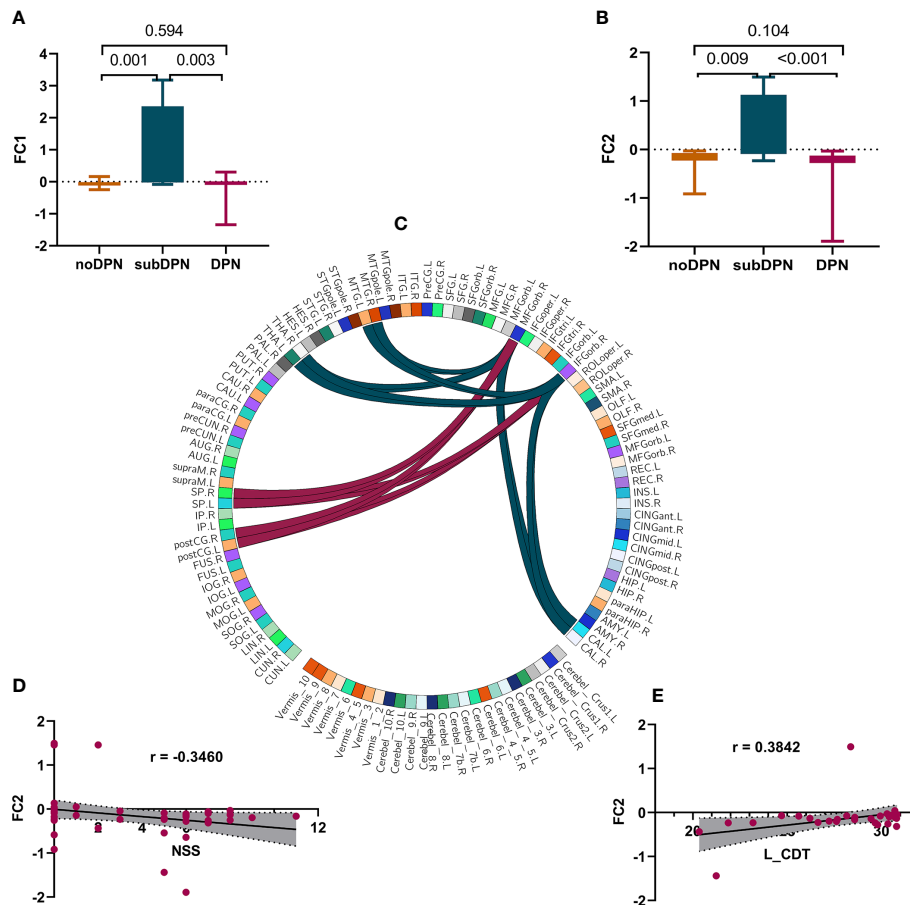 A
0.594
0.001
0.003
FC1
4
3
2
1
0
-1
-2
noDPN
subDPN
DPN
B
0.104
0.009
<0.001
FC2
2
1
0
-1
-2
noDPN
subDPN
DPN
C
PreCG.L
PreCG.R
SFG.L
SFG.R
SFGorb.L
SFGorb.R
MFG.L
MFG.R
MFGorb.L
MFGorb.R
IFGoper.L
IFGoper.R
IFGtri.L
IFGtri.R
IFGorb.L
IFGorb.R
ROLoper.L
ROLoper.R
SMA.L
SMA.R
OLF.L
OLF.R
SFGmed.L
SFGmed.R
MFGorb.L
MFGorb.R
REC.L
REC.R
INS.L
INS.R
CINGant.L
CINGant.R
CINGmid.L
CINGmid.R
CINGpost.L
CINGpost.R
HIP.L
HIP.R
paraHIP.L
paraHIP.R
AMY.L
AMY.R
CAL.L
CAL.R
Cerebel_Crus1.L
Cerebel_Crus1.R
Cerebel_Crus2.L
Cerebel_Crus2.R
Cerebel_3.L
Cerebel_3.R
Cerebel_4_5.L
Cerebel_4_5.R
Cerebel_6.L
Cerebel_6.R
Cerebel_7b.L
Cerebel_7b.R
Cerebel_8.L
Cerebel_8.R
Cerebel_9.L
Cerebel_9.R
Cerebel_10.L
Cerebel_10.R
Vermis_1_2
Vermis_3
Vermis_4_5
Vermis_6
Vermis_7
Vermis_8
Vermis_9
Vermis_10
CUN.L
CUN.R
LIN.L
LIN.R
SOG.L
SOG.R
MOG.L
MOG.R
IOG.L
IOG.R
FUS.L
FUS.R
postCG.L
postCG.R
IP.L
IP.R
SP.L
SP.R
supraM.L
supraM.R
AUG.L
AUG.R
preCUN.L
preCUN.R
paraCG.L
paraCG.R
CAU.L
CAU.R
PUT.L
PUT.R
PAL.L
PAL.R
THA.L
THA.R
HES.L
HES.R
STG.L
STG.R
STGpole.L
STGpole.R
MTG.L
MTG.R
MTGpole.L
MTGpole.R
ITG.L
ITG.R
D
r = -0.3460
FC2
2
1
0
-1
-2
2
4
6
12
NSS
E
r = 0.3842
FC2
2
1
0
-1
-2
20
30
L_CDT